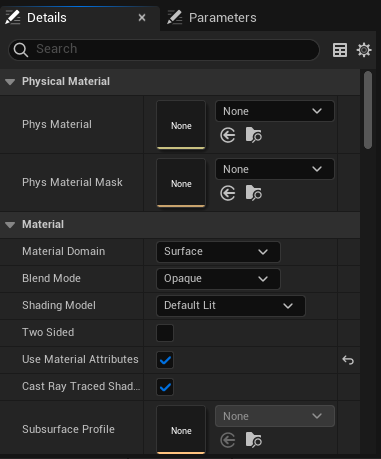 Details
Parameters
Search
Physical Material
Phys Material
None
None
Phys Material Mask
None
None
Material
Material Domain
Surface
Blend Mode
Opaque
Shading Model
Default Lit
Two Sided
Use Material Attributes
Cast Ray Traced Shad...
Subsurface Profile
None
None